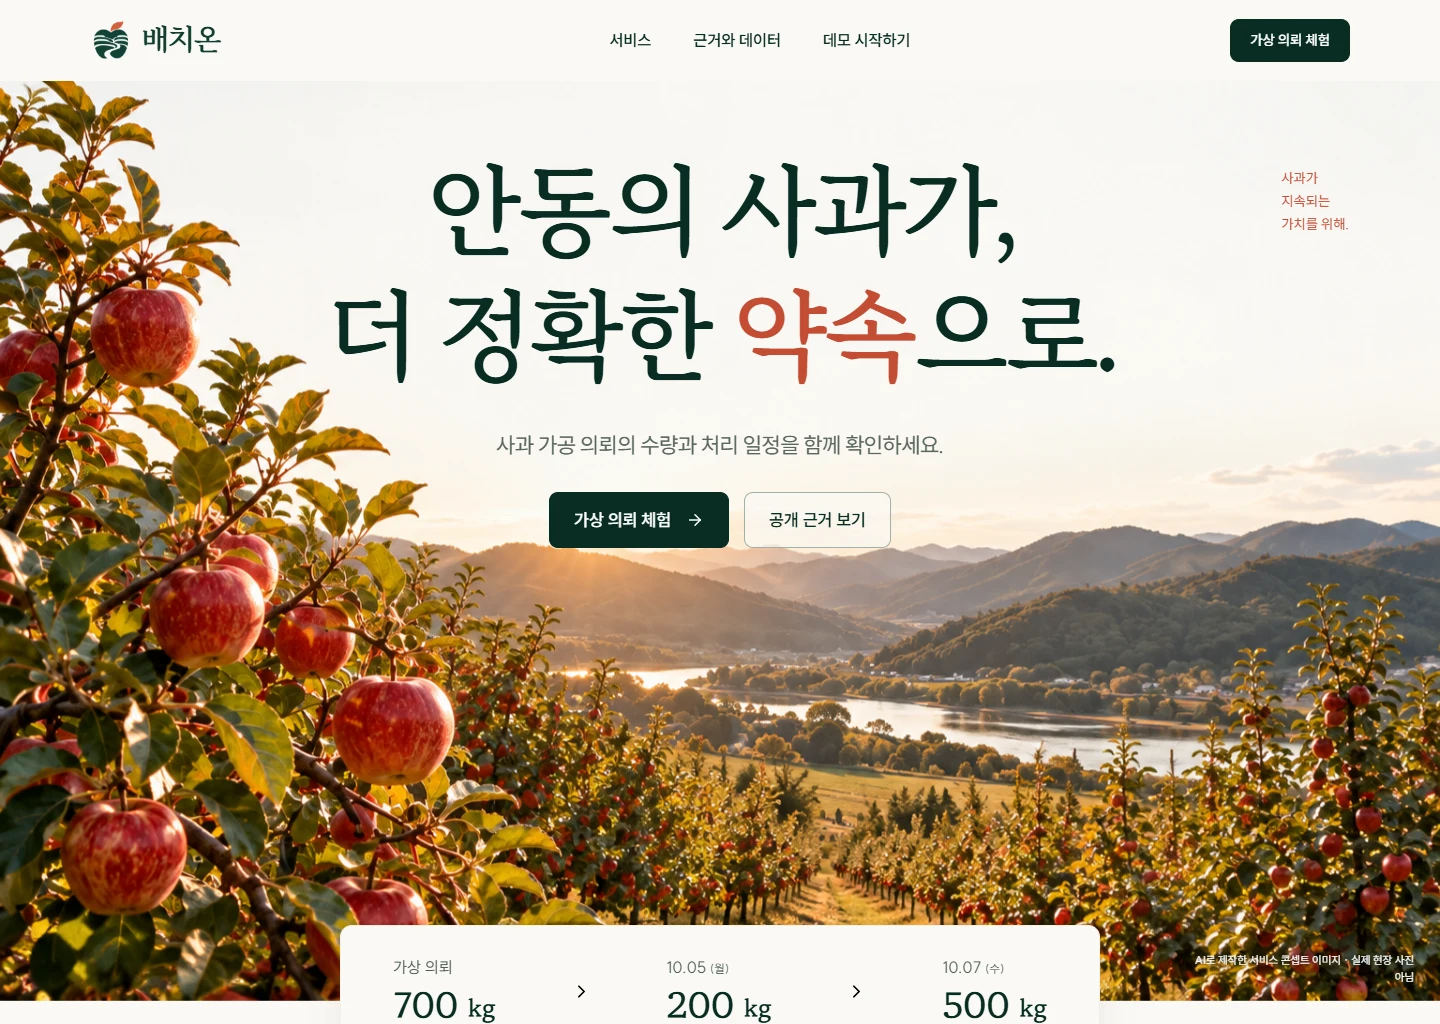 배치온
서비스
근거와 데이터
데모 시작하기
가상 의뢰 체험
안동의 사과가,
더 정확한 약속으로.
사과가
지속되는
가치를 위해.
사과 가공 의뢰의 수량과 처리 일정을 함께 확인하세요.
가상 의뢰 체험 →
공개 근거 보기
AI로 제작한 서비스 콘셉트 이미지 · 실제 현장 사진
아님
가상 의뢰
700 kg
10.05 (월)
200 kg
10.07 (수)
500 kg